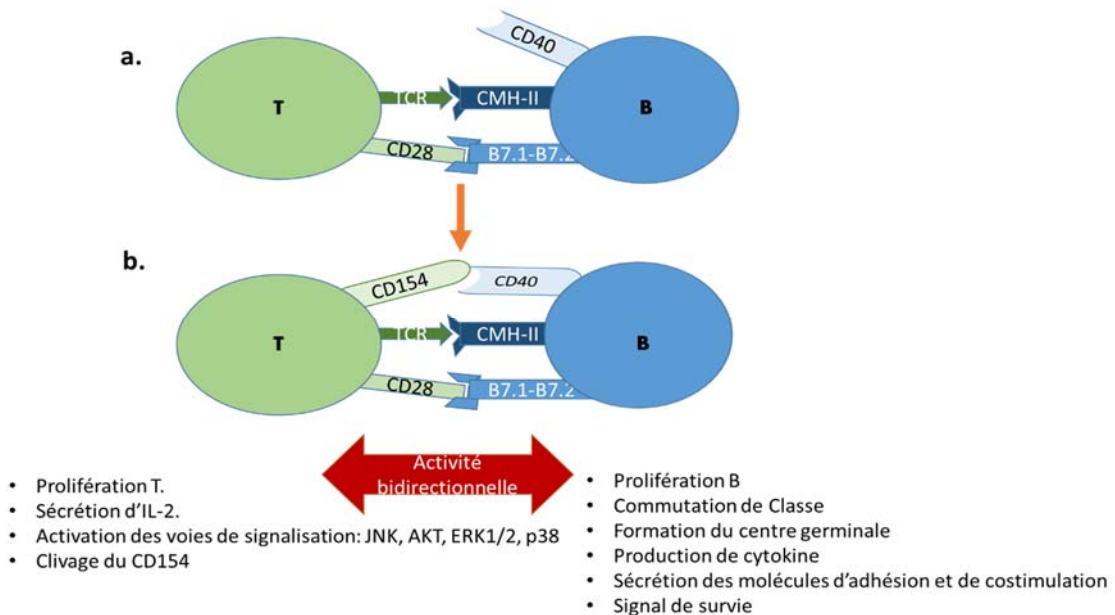 a.
CD40
T
TCR
CMH-II
B
CD28
B7.1-B7.2
b.
CD154
CD40
T
TCR
CMH-II
B
CD28
B7.1-B7.2
Activité
bidirectionnelle
• Prolifération T.
• Sécrétion d'IL-2.
• Activation des voies de signalisation: JNK, AKT, ERK1/2, p38
• Clivage du CD154
• Prolifération B
• Commutation de Classe
• Formation du centre germinale
• Production de cytokine
• Sécrétion des molécules d'adhésion et de costimulation
• Signal de survie